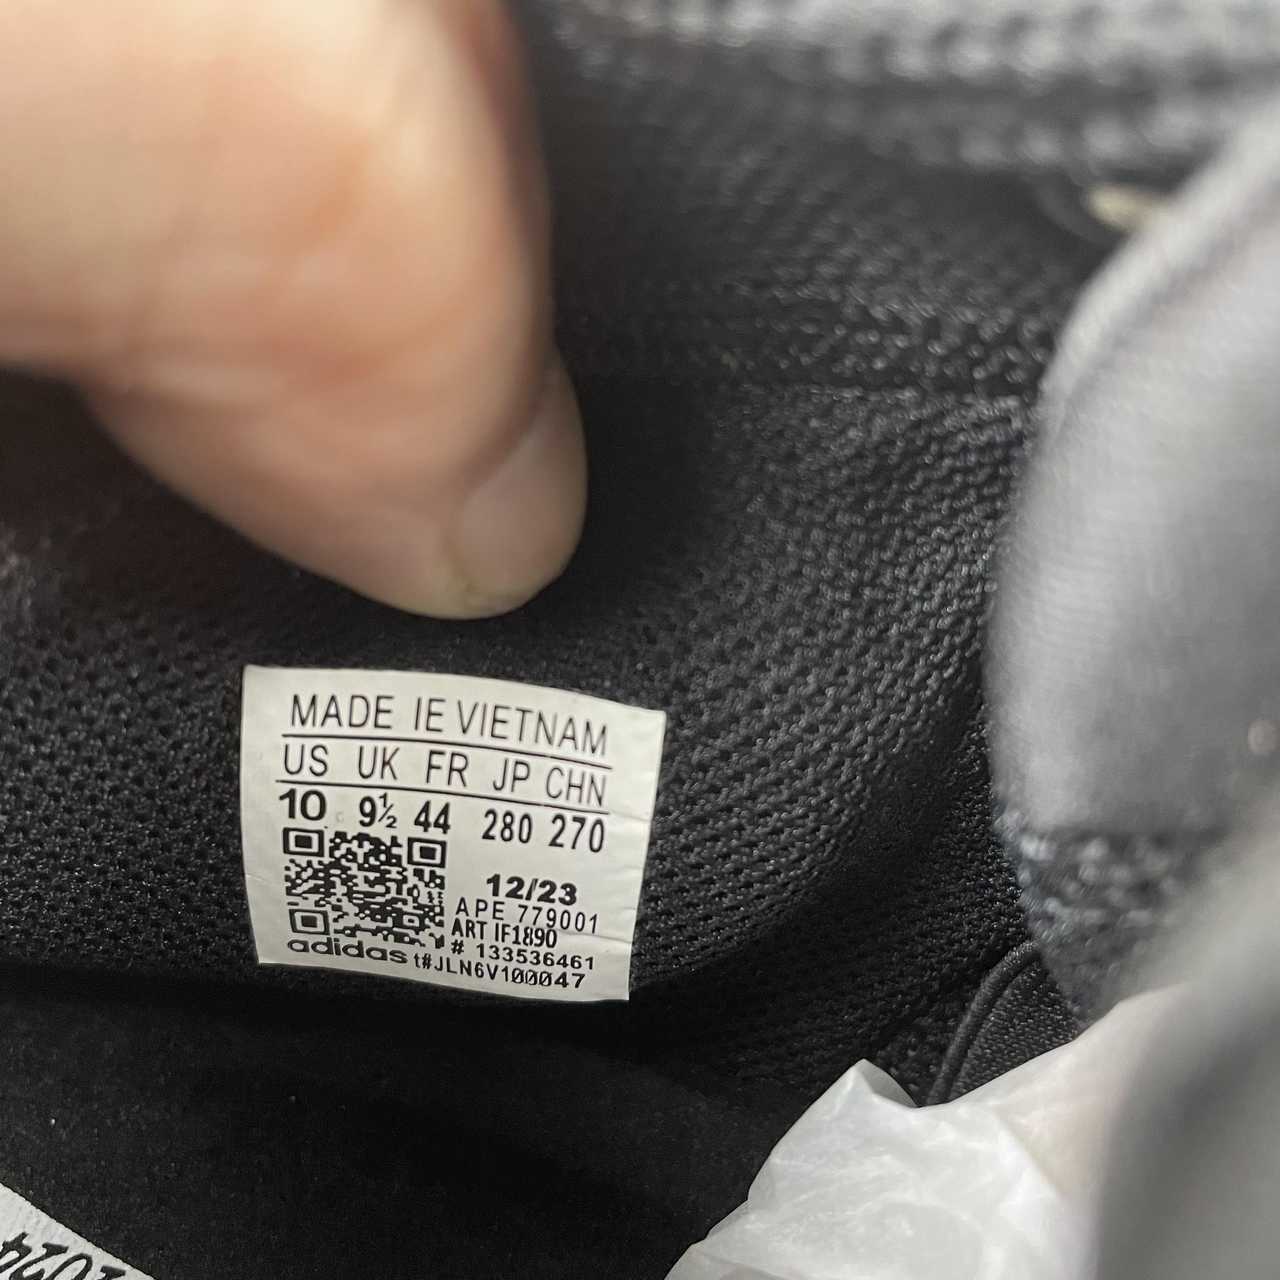 MADE IE VIETNAM
US UK FR JP CHN
10 9½ 44 280 270
12/23
APE 779001
ART IF1890
# 133536461
adidas t#JLN6V100047
2024